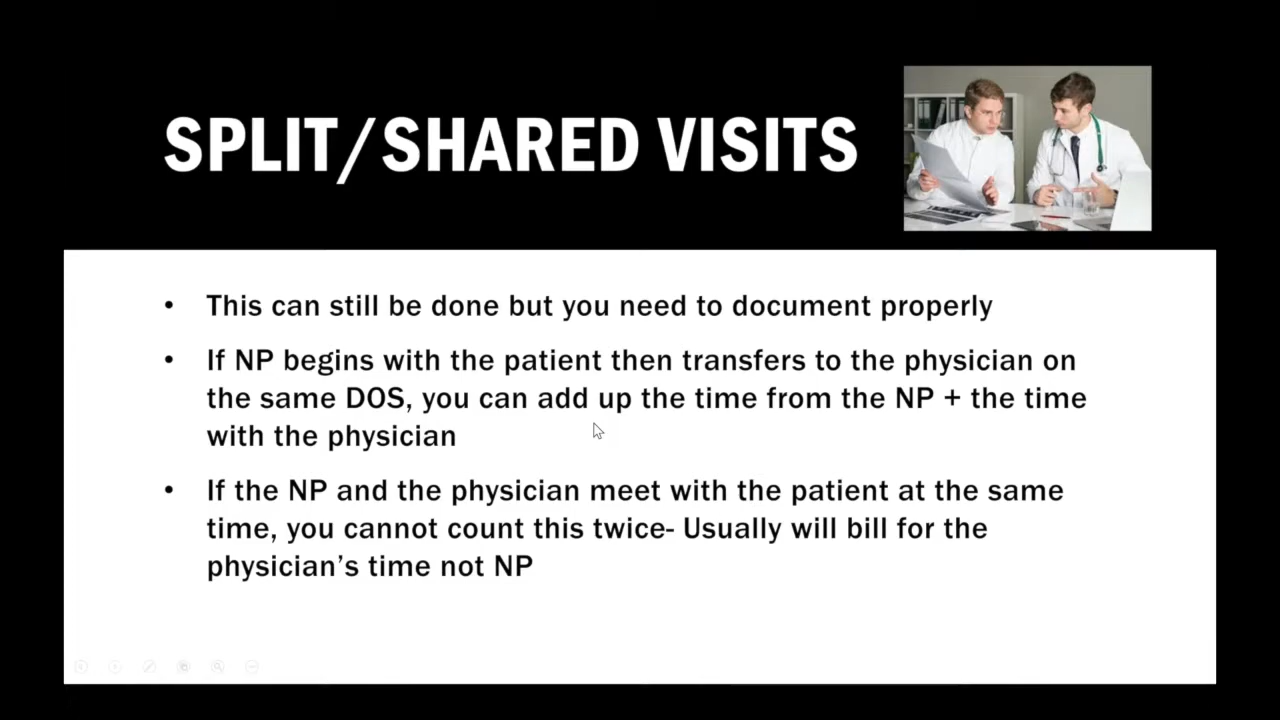 SPLIT/SHARED VISITS
• This can still be done but you need to document properly
• If NP begins with the patient then transfers to the physician on
the same DOS, you can add up the time from the NP + the time
with the physician
• If the NP and the physician meet with the patient at the same
time, you cannot count this twice- Usually will bill for the
physician’s time not NP